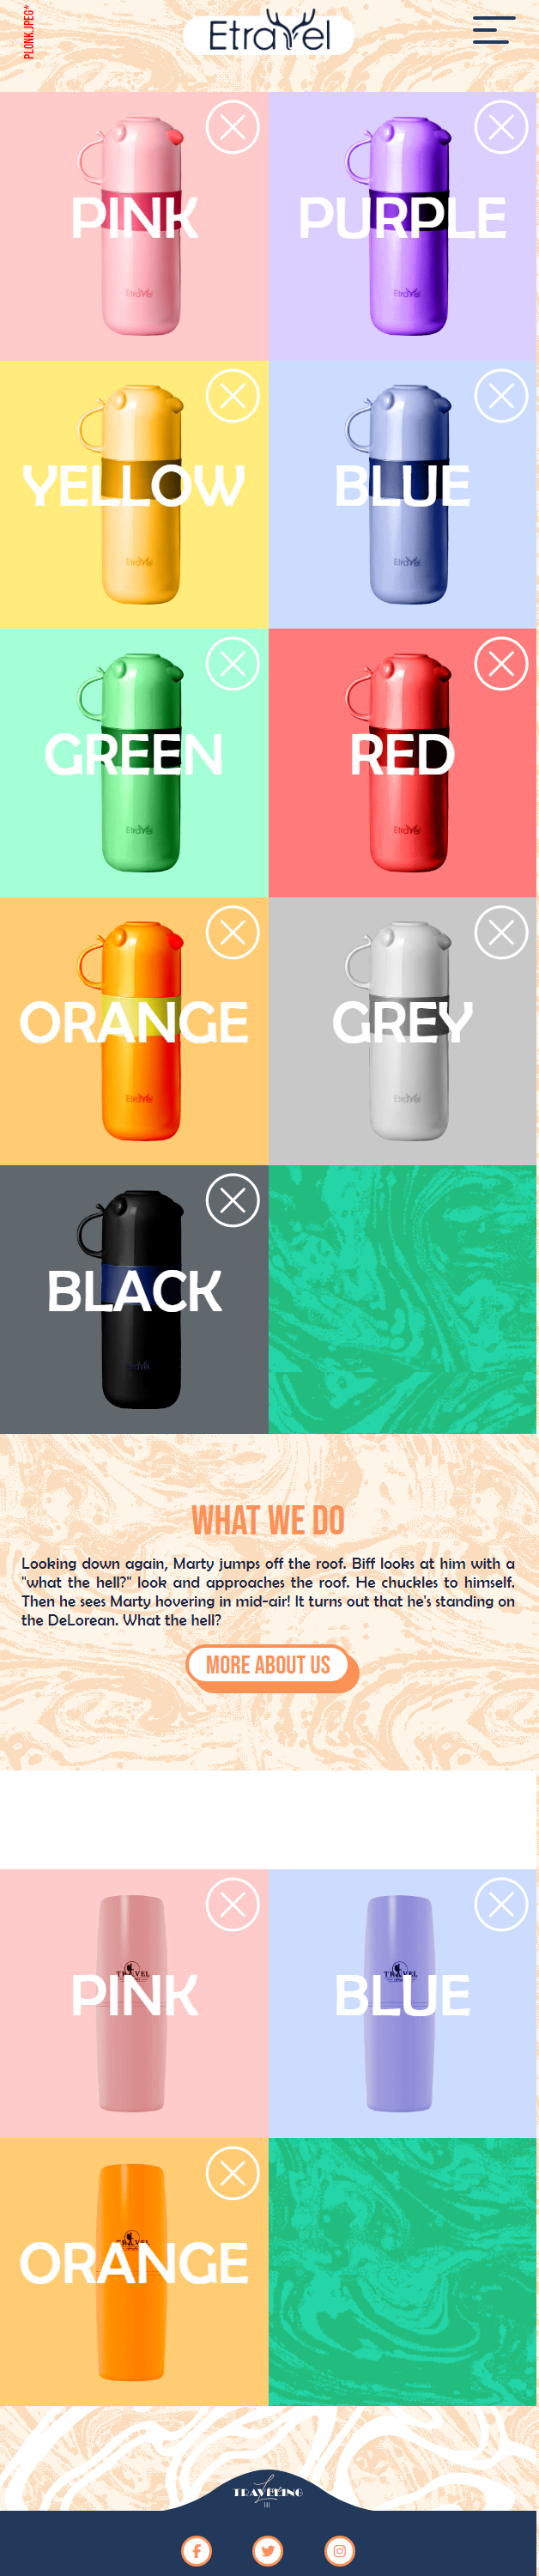 PLONK.JPEG*
Etravel
PINK
PURPLE
Etravel
Etravel
YELLOW
BLUE
Etravel
Etravel
GREEN
RED
Etravel
Etravel
ORANGE
GREY
Etravel
Etravel
BLACK
Etravel
WHAT WE DO
Looking down again, Marty jumps off the roof. Biff looks at him with a
"what the hell?" look and approaches the roof. He chuckles to himself.
Then he sees Marty hovering in mid-air! It turns out that he's standing on
the DeLorean. What the hell?
MORE ABOUT US
TRAVEL
TRAVEL
PINK
BLUE
TRAVEL
ORANGE